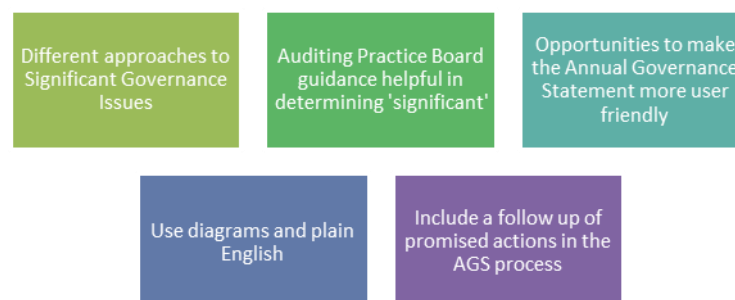 Different approaches to
Significant Governance
Issues
Auditing Practice Board
guidance helpful in
determining 'significant'
Opportunities to make
the Annual Governance
Statement more user
friendly
Use diagrams and plain
English
Include a follow up of
promised actions in the
AGS process